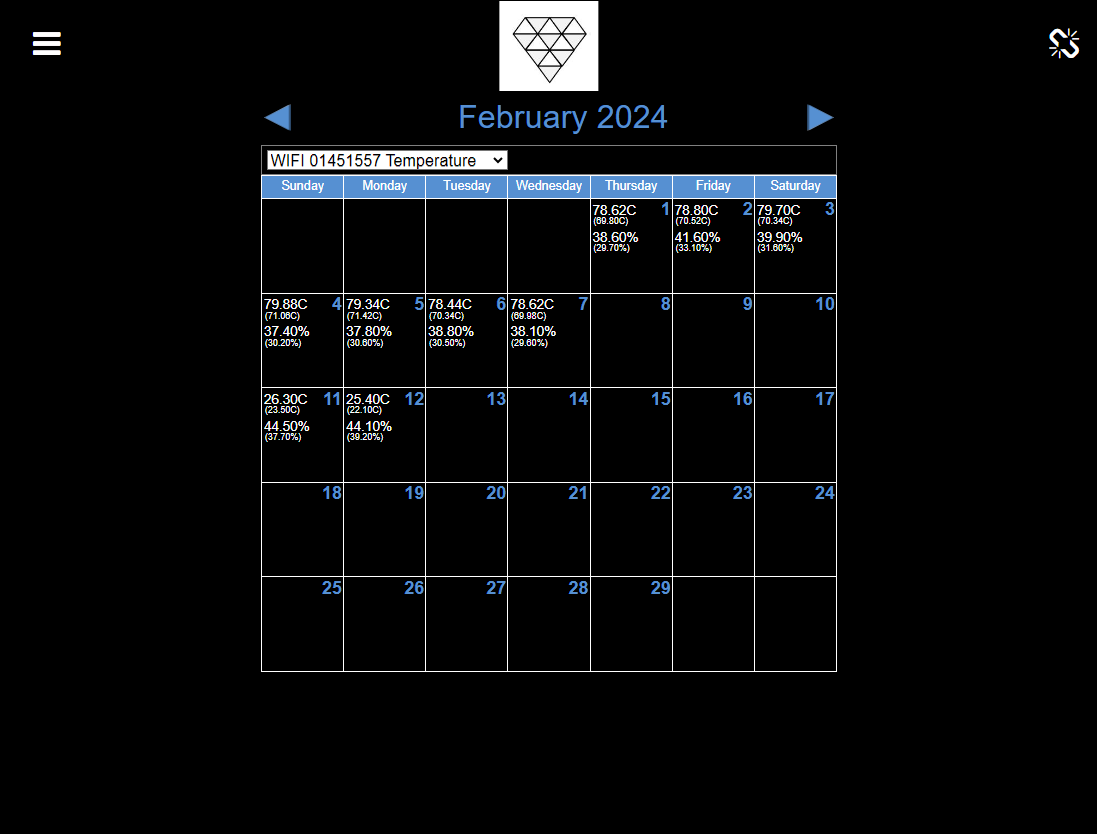 February 2024
WIFI 01451557 Temperature
Sunday Monday Tuesday Wednesday Thursday Friday Saturday
78.62C 1 78.80C 2 79.70C 3
(69.80C) (70.52C) (70.34C)
38.60% 41.60% 39.90%
(29.70%) (33.10%) (31.60%)
79.88C 4 79.34C 5 78.44C 6 78.62C 7 8 9 10
(71.06C) (71.42C) (70.34C) (69.98C)
37.40% 37.80% 38.80% 38.10%
(30.20%) (30.60%) (30.50%) (29.60%)
26.30C 11 25.40C 12 13 14 15 16 17
(23.50C) (22.10C)
44.50% 44.10%
(37.70%) (39.20%)
18 19 20 21 22 23 24
25 26 27 28 29